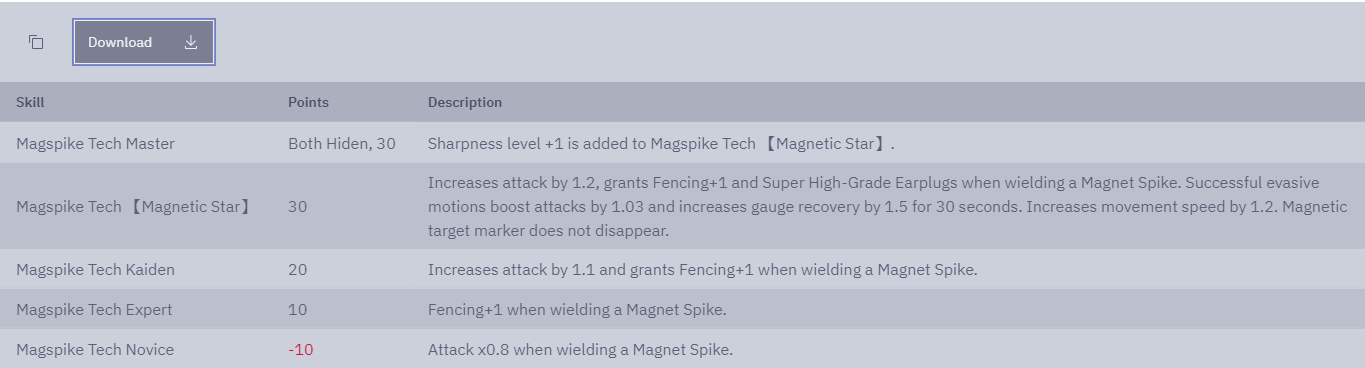 Download
Skill Points Description
Magspike Tech Master Both Hiden, 30 Sharpness level +1 is added to Magspike Tech 【Magnetic Star】.
Increases attack by 1.2, grants Fencing+1 and Super High-Grade Earplugs when wielding a Magnet Spike. Successful evasive
Magspike Tech 【Magnetic Star】 30 motions boost attacks by 1.03 and increases gauge recovery by 1.5 for 30 seconds. Increases movement speed by 1.2. Magnetic
target marker does not disappear.
Magspike Tech Kaiden 20 Increases attack by 1.1 and grants Fencing+1 when wielding a Magnet Spike.
Magspike Tech Expert 10 Fencing+1 when wielding a Magnet Spike.
Magspike Tech Novice -10 Attack x0.8 when wielding a Magnet Spike.